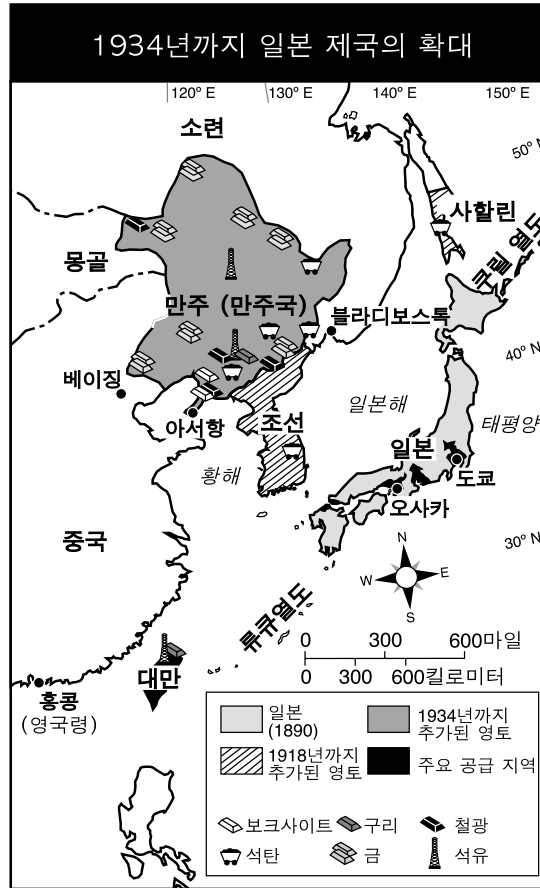 1934년까지 일본 제국의 확대
120º E
130º E
140º E
150º E
소련
50º
사할린
쿠릴 열도
몽골
만주 (만주국)
블라디보스톡
40º N
베이징
일본해
아서항
조선
태평양
황해
일본
도쿄
오사카
중국
30º N
N
W
E
S
류큐열도
0 300 600마일
0 300 600킬로미터
대만
홍콩
(영국령)
일본
(1890)
1934년까지
추가된 영토
1918년까지
추가된 영토
주요 공급 지역
보크사이트
구리
철광
석탄
금
석유